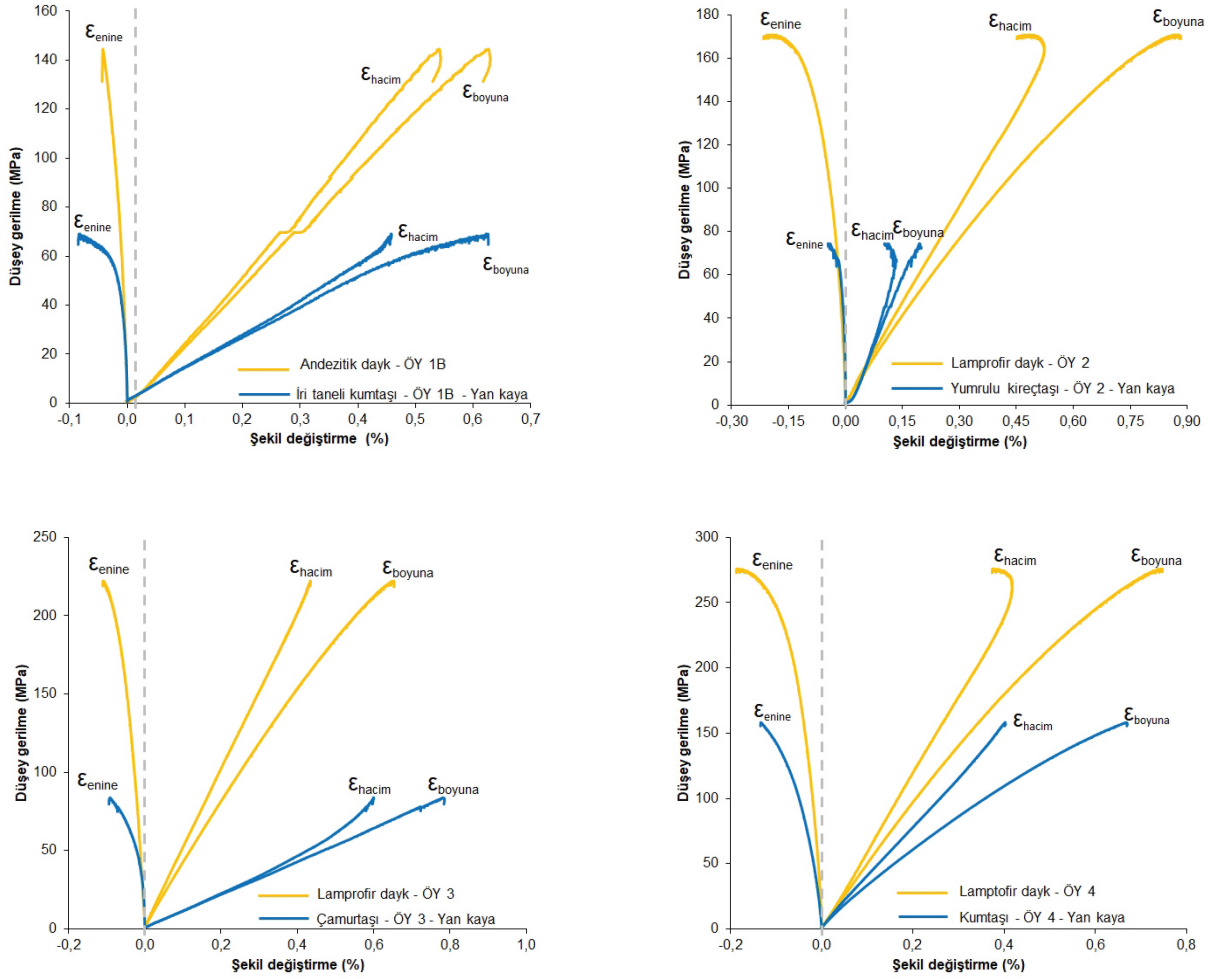 160
140
120
100
80
60
40
20
0
Düşey gerilme (MPa)
εenine
εhacim
εboyuna
εenine
εhacim
εboyuna
Andezitik dayk - ÖY 1B
İri taneli kumtaşı - ÖY 1B - Yan kaya
-0,1 0,0 0,1 0,2 0,3 0,4 0,5 0,6 0,7
Şekil değiştirme (%)
180
160
140
120
100
80
60
40
20
0
Düşey gerilme (MPa)
εenine
εhacim
εboyuna
εenine
εhacim
εboyuna
Lamprofir dayk - ÖY 2
Yumrulu kireçtaşı - ÖY 2 - Yan kaya
-0,30 -0,15 0,00 0,15 0,30 0,45 0,60 0,75 0,90
Şekil değiştirme (%)
250
200
150
100
50
0
Düşey gerilme (MPa)
εenine
εhacim
εboyuna
εenine
εhacim
εboyuna
Lamprofir dayk - ÖY 3
Çamurtaşı - ÖY 3 - Yan kaya
-0,2 0,0 0,2 0,4 0,6 0,8 1,0
Şekil değiştirme (%)
300
250
200
150
100
50
0
Düşey gerilme (MPa)
εenine
εhacim
εboyuna
εenine
εhacim
εboyuna
Lamptofir dayk - ÖY 4
Kumtaşı - ÖY 4 - Yan kaya
-0,2 0,0 0,2 0,4 0,6 0,8
Şekil değiştirme (%)